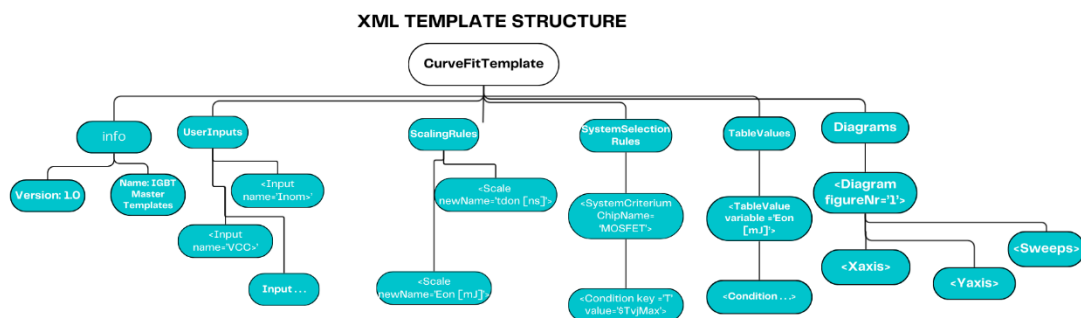 XML TEMPLATE STRUCTURE
CurveFitTemplate
info
UserInputs
ScalingRules
SystemSelection
Rules
TableValues
Diagrams
Version: 1.0
Name: IGBT
Master
Templates
<Input
name='Inom>'
<Input
name='VCC>'
Input ...
<Scale
newName='tdon [ns]'>
<Scale
newName='Eon [mJ]'>
<SystemCriterium
ChipName=
'MOSFET'>
<Condition key ='T'
value='$TvjMax'>
<TableValue
variable ='Eon
[mJ]'>
<Condition ...>
<Diagram
figureNr='1'>
<Xaxis>
<Yaxis>
<Sweeps>